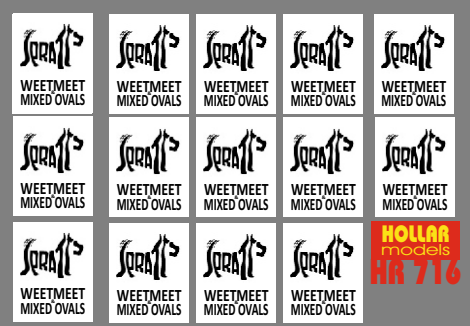 SPRATT'S
WEETMEET
&
MIXED OVALS
SPRATT'S
WEETMEET
&
MIXED OVALS
SPRATT'S
WEETMEET
&
MIXED OVALS
SPRATT'S
WEETMEET
&
MIXED OVALS
SPRATT'S
WEETMEET
&
MIXED OVALS
SPRATT'S
WEETMEET
&
MIXED OVALS
SPRATT'S
WEETMEET
&
MIXED OVALS
SPRATT'S
WEETMEET
&
MIXED OVALS
SPRATT'S
WEETMEET
&
MIXED OVALS
SPRATT'S
WEETMEET
&
MIXED OVALS
SPRATT'S
WEETMEET
&
MIXED OVALS
SPRATT'S
WEETMEET
&
MIXED OVALS
SPRATT'S
WEETMEET
&
MIXED OVALS
SPRATT'S
WEETMEET
&
MIXED OVALS
HOLLAR
models
HR 716